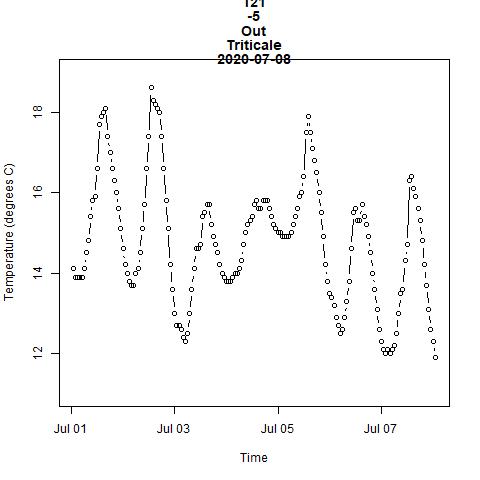 121
-5
Out
Triticale
2020-07-08
Temperature (degrees C)
18
16
14
12
Jul 01
Jul 03
Jul 05
Jul 07
Time